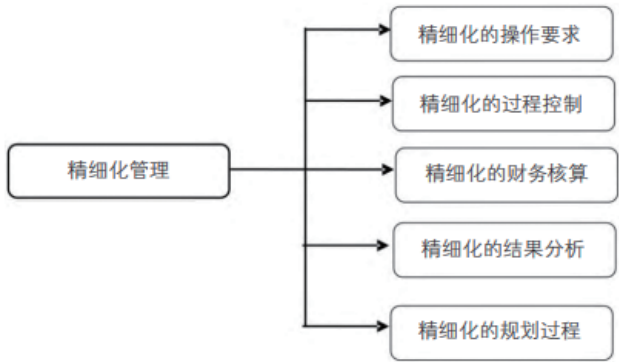 精细化管理
精细化的操作要求
精细化的过程控制
精细化的财务核算
精细化的结果分析
精细化的规划过程